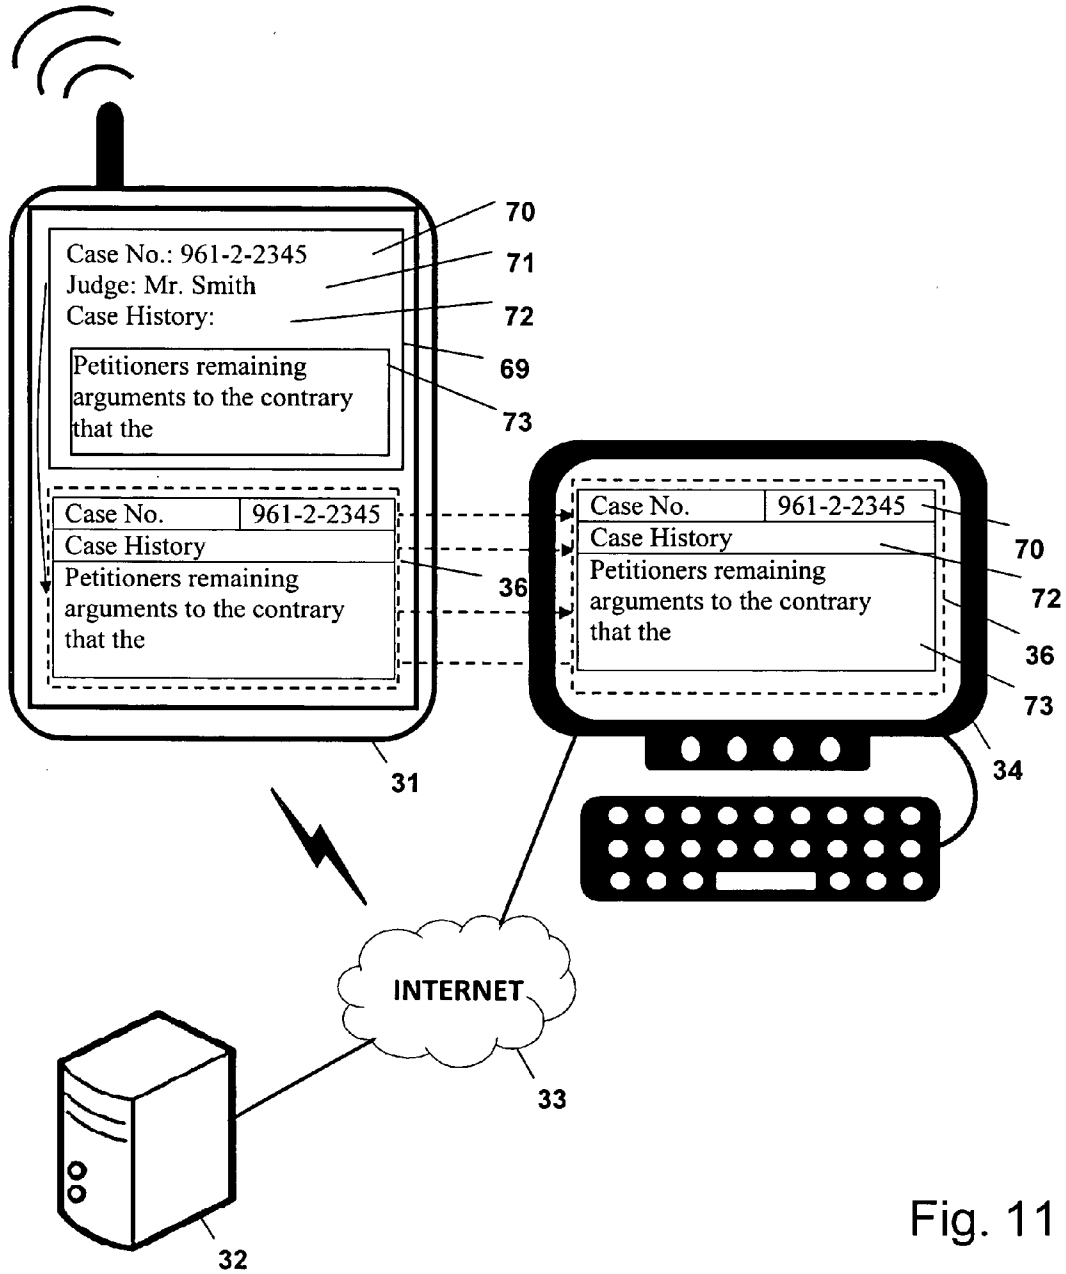 Case No.: 961-2-2345
Judge: Mr. Smith
Case History:
Petitioners remaining
arguments to the contrary
that the
70
71
72
69
73
Case No. 961-2-2345
Case History
Petitioners remaining
arguments to the contrary
that the
36
31
Case No. 961-2-2345
Case History
Petitioners remaining
arguments to the contrary
that the
70
72
36
73
34
INTERNET
33
32
Fig. 11